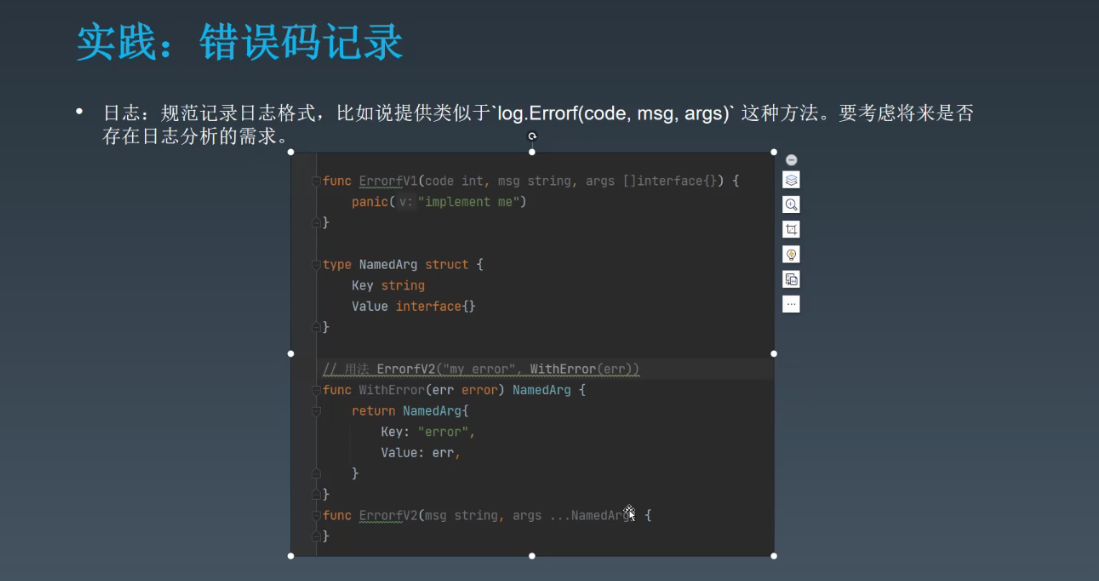 实践：错误码记录
• 日志：规范记录日志格式，比如说提供类似于`log.Errorf(code, msg, args)` 这种方法。要考虑将来是否
存在日志分析的需求。
func ErrorfV1(code int, msg string, args []interface{}) {
    panic( v: "implement me")
}
type NamedArg struct {
    Key string
    Value interface{}
}
// 用法 ErrorfV2("my error", WithError(err))
func WithError(err error) NamedArg {
    return NamedArg{
        Key: "error",
        Value: err,
    }
}
func ErrorfV2(msg string, args ...NamedArg) {
}